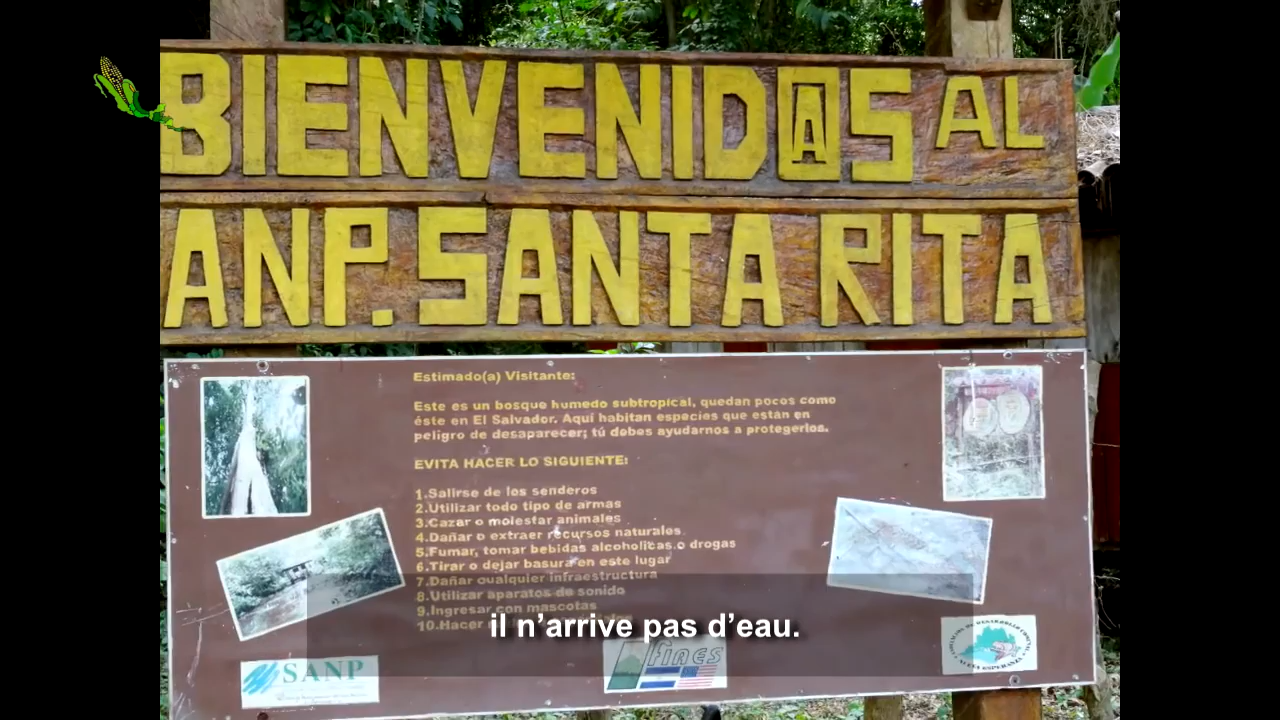 BIENVENID@S AL
ANP. SANTA RITA
Estimado(a) Visitante:
Este es un bosque humedo subtropical, quedan pocos como
éste en El Salvador. Aquí habitan especies que están en
peligro de desaparecer; tú debes ayudarnos a protegerlos.
EVITA HACER LO SIGUIENTE:
1.Salirse de los senderos
2.Utilizar todo tipo de armas
3.Cazar o molestar animales
4.Dañar o extraer recursos naturales
5.Fumar, tomar bebidas alcoholicas o drogas
6.Tirar o dejar basura en este lugar
7.Dañar cualquier infraestructura
8.Utilizar aparatos de sonido
9.Ingresar con mascotas
10.Hacer
il n'arrive pas d'eau.
SANP
FIAES
NUEVA ESPERANZA